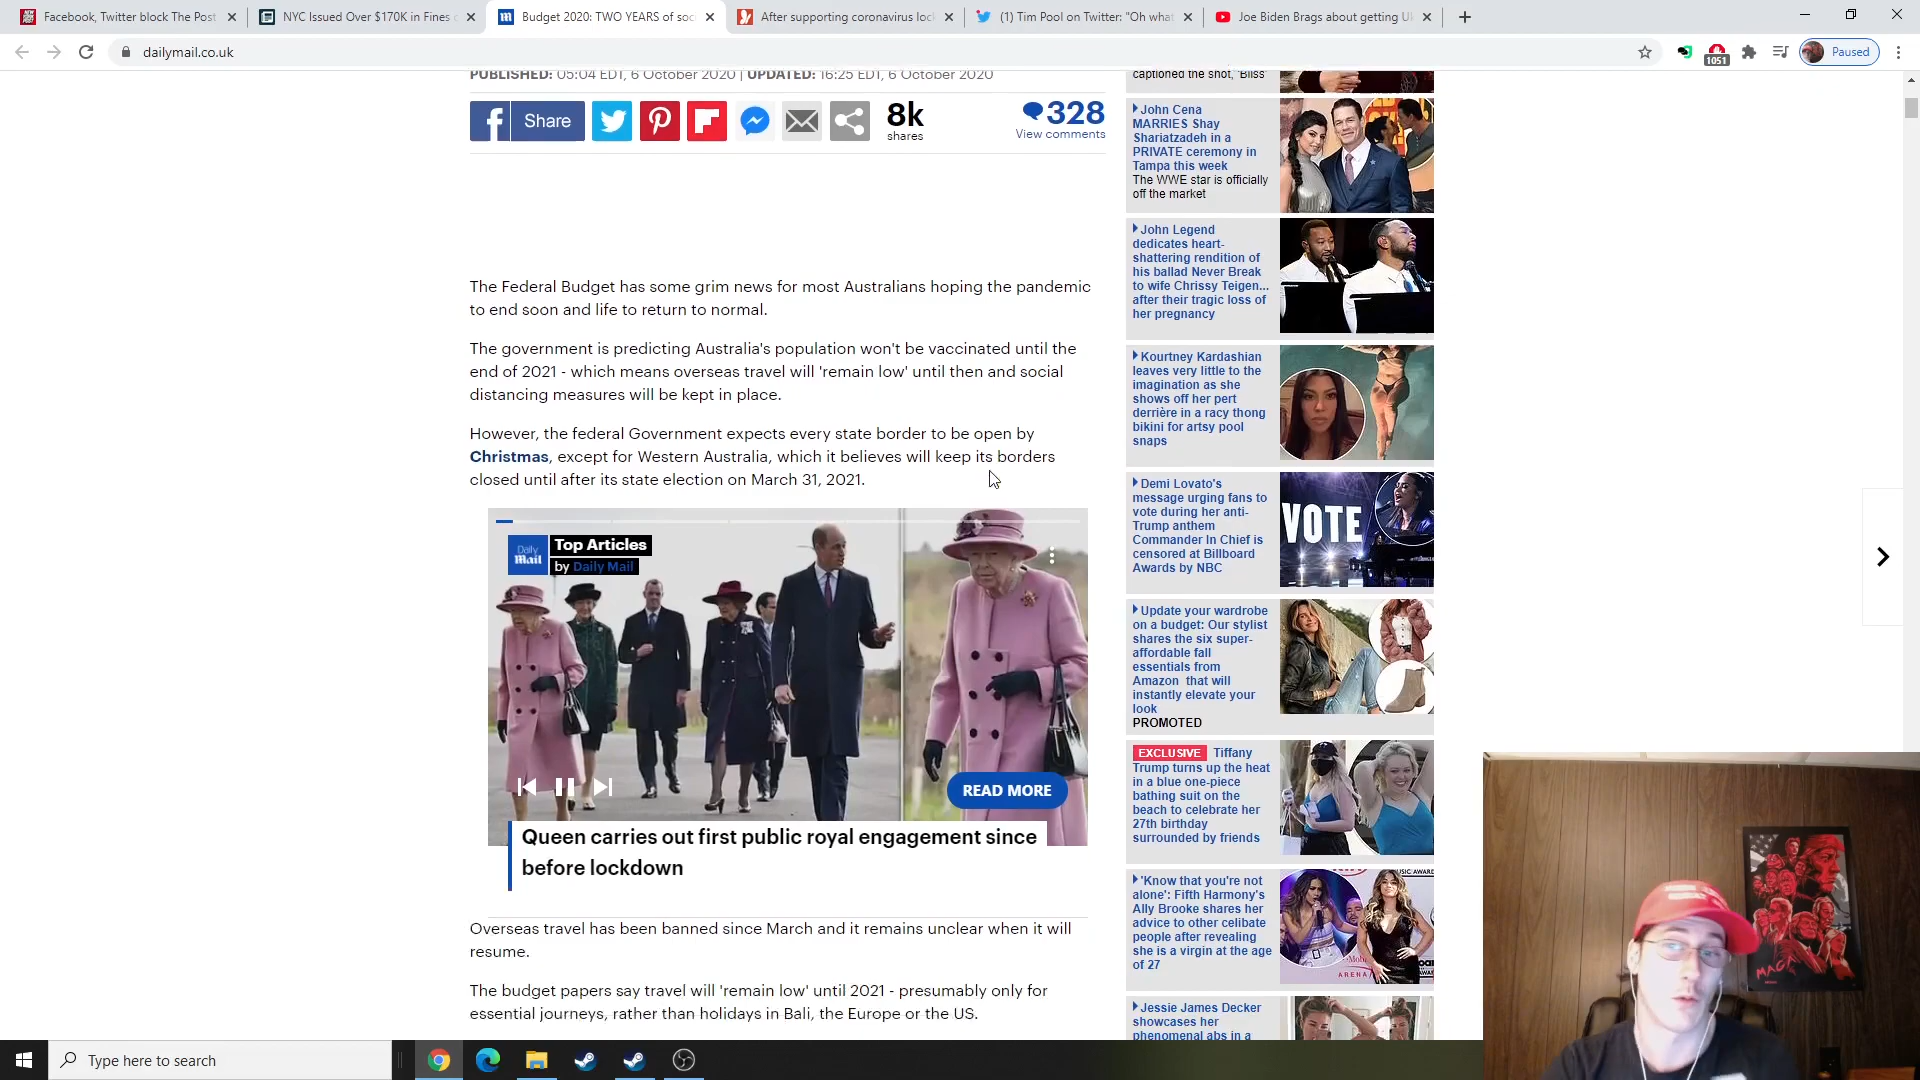 Facebook, Twitter block The Post
NYC Issued Over $170K in Fines
Budget 2020: TWO YEARS of soc
After supporting coronavirus lock
(1) Tim Pool on Twitter: "Oh what
Joe Biden Brags about getting U
dailymail.co.uk
1051
Paused
PUBLISHED: 05:04 EDT, 6 October 2020 | UPDATED: 16:25 EDT, 6 October 2020
Share
8k
shares
328
View comments
The Federal Budget has some grim news for most Australians hoping the pandemic
to end soon and life to return to normal.
The government is predicting Australia's population won't be vaccinated until the
end of 2021 - which means overseas travel will 'remain low' until then and social
distancing measures will be kept in place.
However, the federal Government expects every state border to be open by
Christmas, except for Western Australia, which it believes will keep its borders
closed until after its state election on March 31, 2021.
Daily
Mail
Top Articles
by Daily Mail
READ MORE
Queen carries out first public royal engagement since
before lockdown
Overseas travel has been banned since March and it remains unclear when it will
resume.
The budget papers say travel will 'remain low' until 2021 - presumably only for
essential journeys, rather than holidays in Bali, the Europe or the US.
captioned the shot, 'Bliss'
John Cena
MARRIES Shay
Shariatzadeh in a
PRIVATE ceremony in
Tampa this week
The WWE star is officially
off the market
John Legend
dedicates heart-
shattering rendition of
his ballad Never Break
to wife Chrissy Teigen...
after their tragic loss of
her pregnancy
Kourtney Kardashian
leaves very little to the
imagination as she
shows off her pert
derrière in a racy thong
bikini for artsy pool
snaps
Demi Lovato's
message urging fans to
vote during her anti-
Trump anthem
Commander In Chief is
censored at Billboard
Awards by NBC
VOTE
Update your wardrobe
on a budget: Our stylist
shares the six super-
affordable fall
essentials from
Amazon that will
instantly elevate your
look
PROMOTED
EXCLUSIVE Tiffany
Trump turns up the heat
in a blue one-piece
bathing suit on the
beach to celebrate her
27th birthday
surrounded by friends
'Know that you're not
alone': Fifth Harmony's
Ally Brooke shares her
advice to other celibate
people after revealing
she is a virgin at the age
of 27
ARENA
Jessie James Decker
showcases her
phenomenal abs in a
MAGA
Type here to search